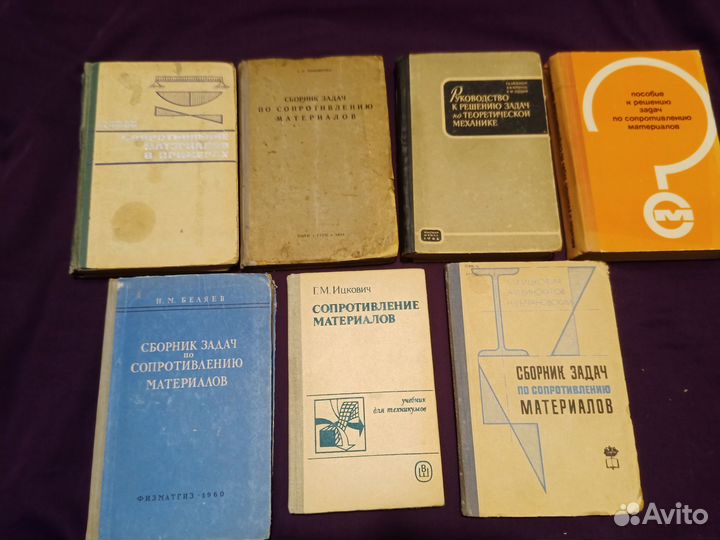 СОПРОТИВЛЕНИЕ
МАТЕРИАЛОВ
В ПРИМЕРАХ
СБОРНИК ЗАДАЧ
ПО СОПРОТИВЛЕНИЮ
МАТЕРИАЛОВ
РУКОВОДСТВО
К РЕШЕНИЮ ЗАДАЧ
по ТЕОРЕТИЧЕСКОЙ
МЕХАНИКЕ
пособие
к решению
задач
по сопротивлению
материалов
М
Н. М. БЕЛЯЕВ
СБОРНИК ЗАДАЧ
по
СОПРОТИВЛЕНИЮ
МАТЕРИАЛОВ
ФИЗМАТГИЗ · 1960
Г. М. Ицкович
СОПРОТИВЛЕНИЕ
МАТЕРИАЛОВ
учебник
для техникумов
СБОРНИК ЗАДАЧ
ПО СОПРОТИВЛЕНИЮ
МАТЕРИАЛОВ
Avito